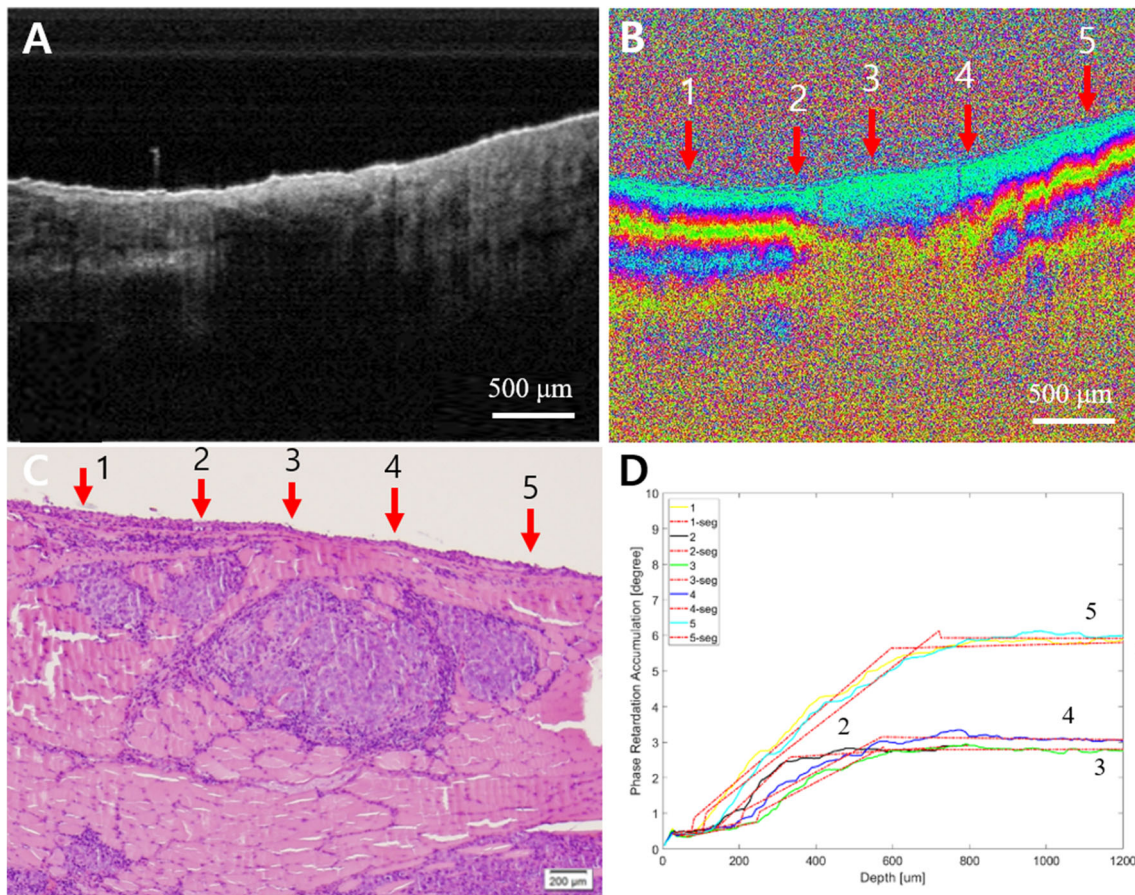 A
500 μm
B
1
2
3
4
5
500 μm
C
1
2
3
4
5
200 μm
D
10
9
8
7
6
5
4
3
2
1
0
Phase Retardation Accumulation [degree]
1
1-seg
2
2-seg
3
3-seg
4
4-seg
5
5-seg
5
2
4
3
0
200
400
600
800
1000
1200
Depth [um]